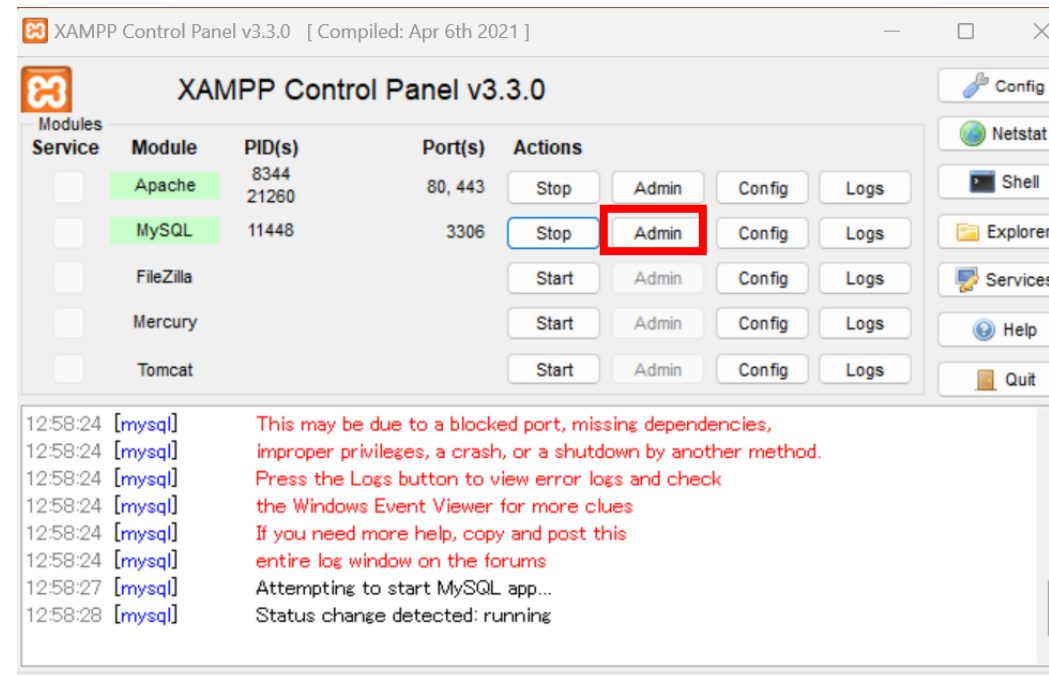 XAMPP Control Panel v3.3.0 [ Compiled: Apr 6th 2021 ]
XAMPP Control Panel v3.3.0
Config
Modules
Service Module PID(s) Port(s) Actions
Netstat
Apache 8344 21260 80, 443 Stop Admin Config Logs
Shell
MySQL 11448 3306 Stop Admin Config Logs
Explorer
FileZilla Start Admin Config Logs
Services
Mercury Start Admin Config Logs
Help
Tomcat Start Admin Config Logs
Quit
12:58:24 [mysql] This may be due to a blocked port, missing dependencies,
12:58:24 [mysql] improper privileges, a crash, or a shutdown by another method.
12:58:24 [mysql] Press the Logs button to view error logs and check
12:58:24 [mysql] the Windows Event Viewer for more clues
12:58:24 [mysql] If you need more help, copy and post this
12:58:24 [mysql] entire log window on the forums
12:58:27 [mysql] Attempting to start MySQL app...
12:58:28 [mysql] Status change detected: running